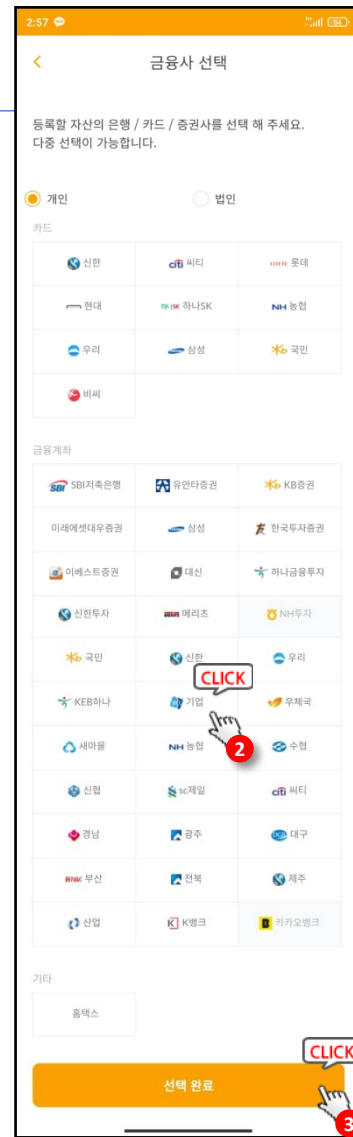 2:57
84
금융사 선택
등록할 자산의 은행 / 카드 / 증권사를 선택 해 주세요.
다중 선택이 가능합니다.
개인 법인
카드
신한 citi 씨티 LOTTE 롯데
현대 하나SK NH 농협
우리 삼성 국민
비씨
금융계좌
SBI SBI저축은행 유안타증권 KB증권
미래에셋대우증권 삼성 한국투자증권
이베스트증권 대신 하나금융투자
신한투자 메리츠 NH투자
국민 신한 우리
CLICK
KEB하나 기업 우체국
2
새마을 NH 농협 수협
신협 sc제일 citi 씨티
경남 광주 대구
BNK 부산 전북 제주
산업 K K뱅크 B 카카오뱅크
기타
홈택스
CLICK
선택 완료
3